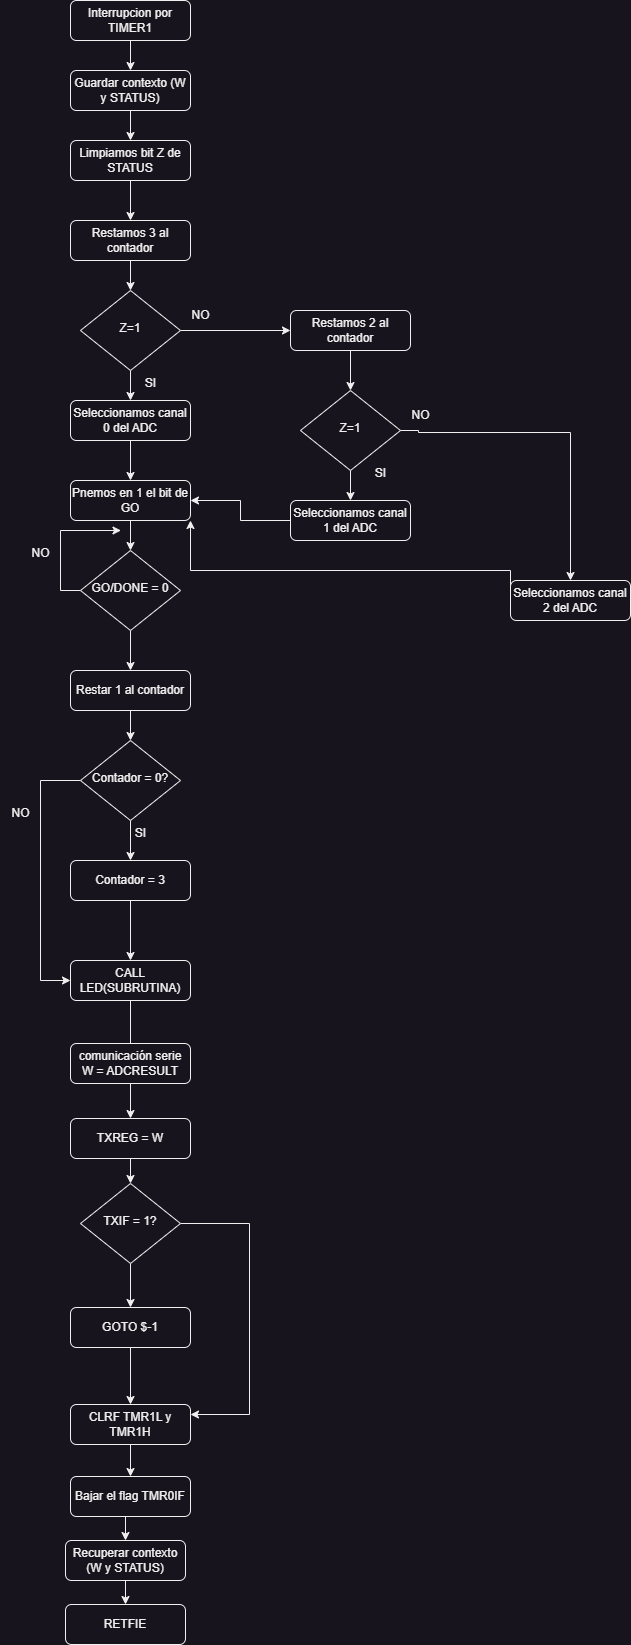 Interrupcion por
TIMER1
Guardar contexto (W
y STATUS)
Limpiamos bit Z de
STATUS
Restamos 3 al
contador
Z=1
NO
SI
Restamos 2 al
contador
Z=1
NO
SI
Seleccionamos canal
0 del ADC
Pnemos en 1 el bit de
GO
Seleccionamos canal
1 del ADC
Seleccionamos canal
2 del ADC
NO
GO/DONE = 0
Restar 1 al contador
Contador = 0?
NO
SI
Contador = 3
CALL
LED(SUBRUTINA)
comunicación serie
W = ADCRESULT
TXREG = W
TXIF = 1?
GOTO $-1
CLRF TMR1L y
TMR1H
Bajar el flag TMR0IF
Recuperar contexto
(W y STATUS)
RETFIE